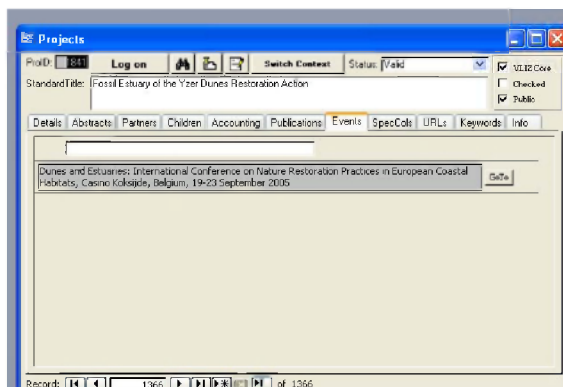 Projects
ProID: 841 Log on Switch Context Status: Valid VLIZ Core
Checked
StandardTitle: Fossil Estuary of the Yzer Dunes Restoration Action Public
Details Abstracts Partners Children Accounting Publications Events SpecCols URLs Keywords Info
Dunes and Estuaries: International Conference on Nature Restoration Practices in European Coastal
Habitats, Casino Koksijde, Belgium, 19-23 September 2005 GoTo
Record: 1366 of 1366